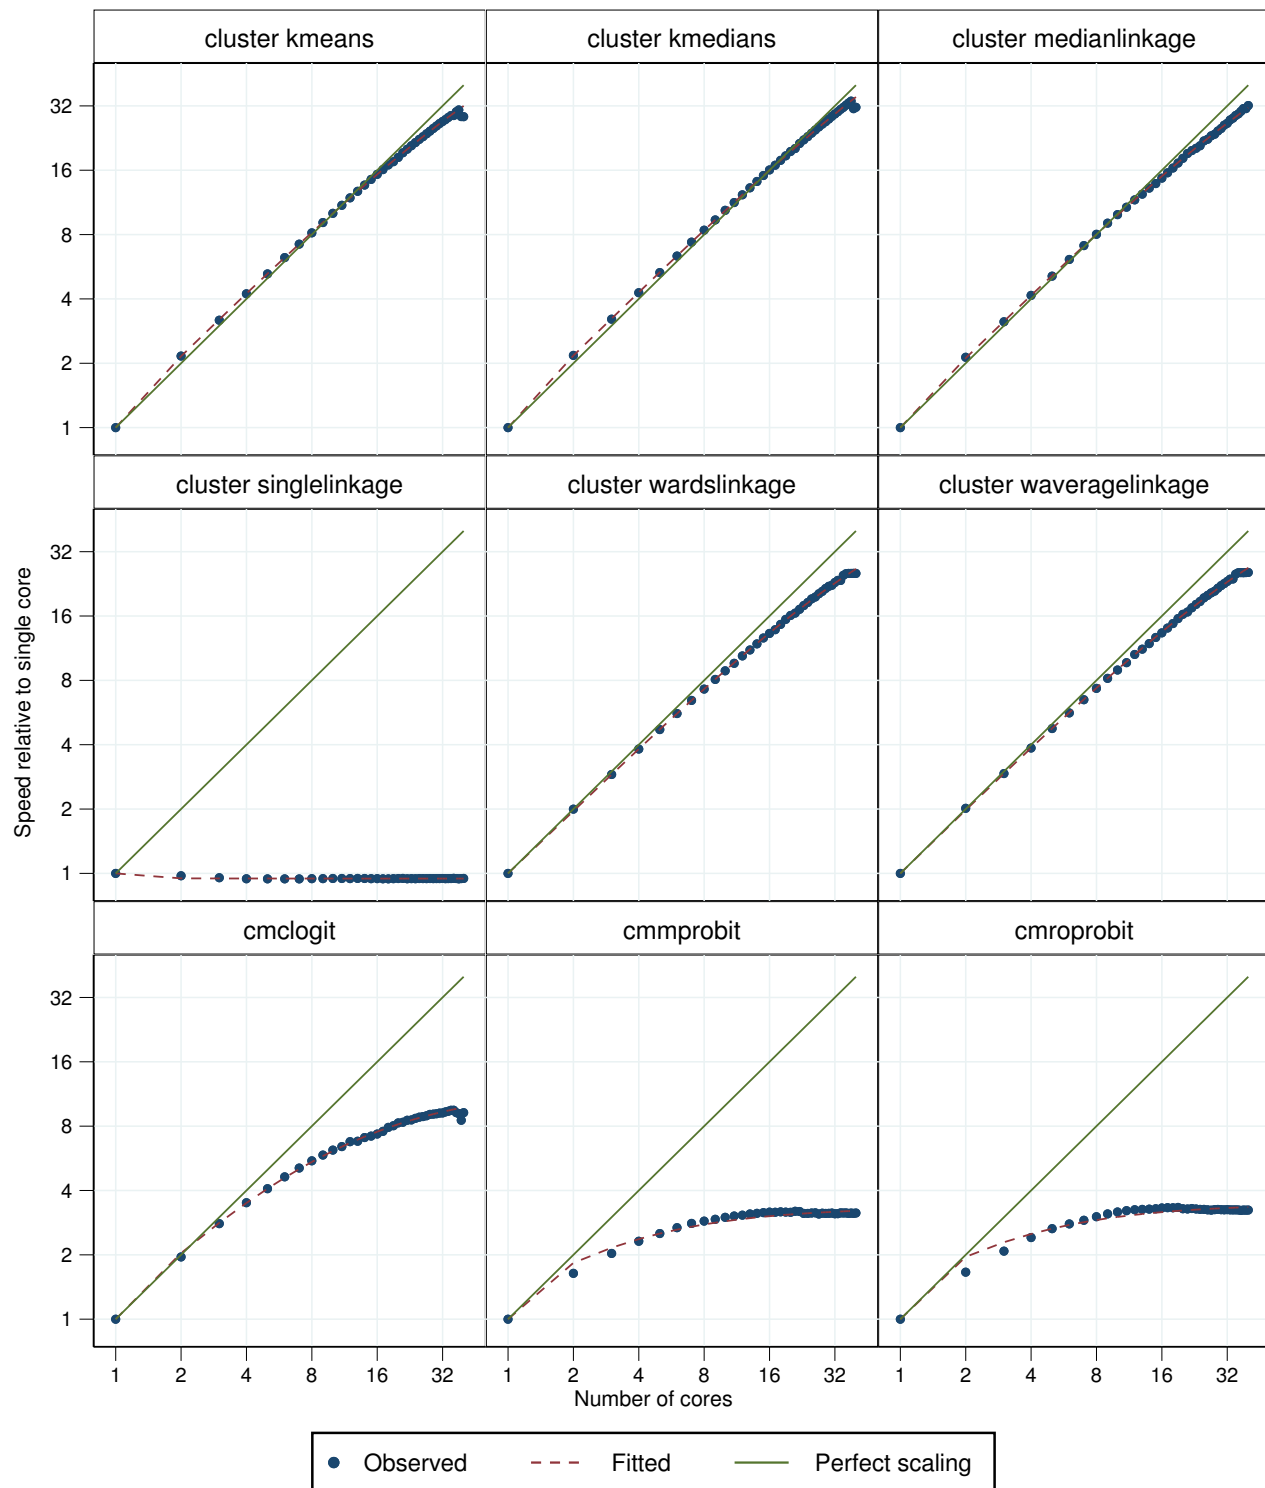 cluster kmeans
cluster kmedians
cluster medianlinkage
32
16
8
4
2
1
cluster singlelinkage
cluster wardslinkage
cluster waveragelinkage
32
16
8
4
2
1
Speed relative to single core
cmclogit
cmmprobit
cmroprobit
32
16
8
4
2
1
1 2 4 8 16 32
1 2 4 8 16 32
1 2 4 8 16 32
Number of cores
Observed
Fitted
Perfect scaling